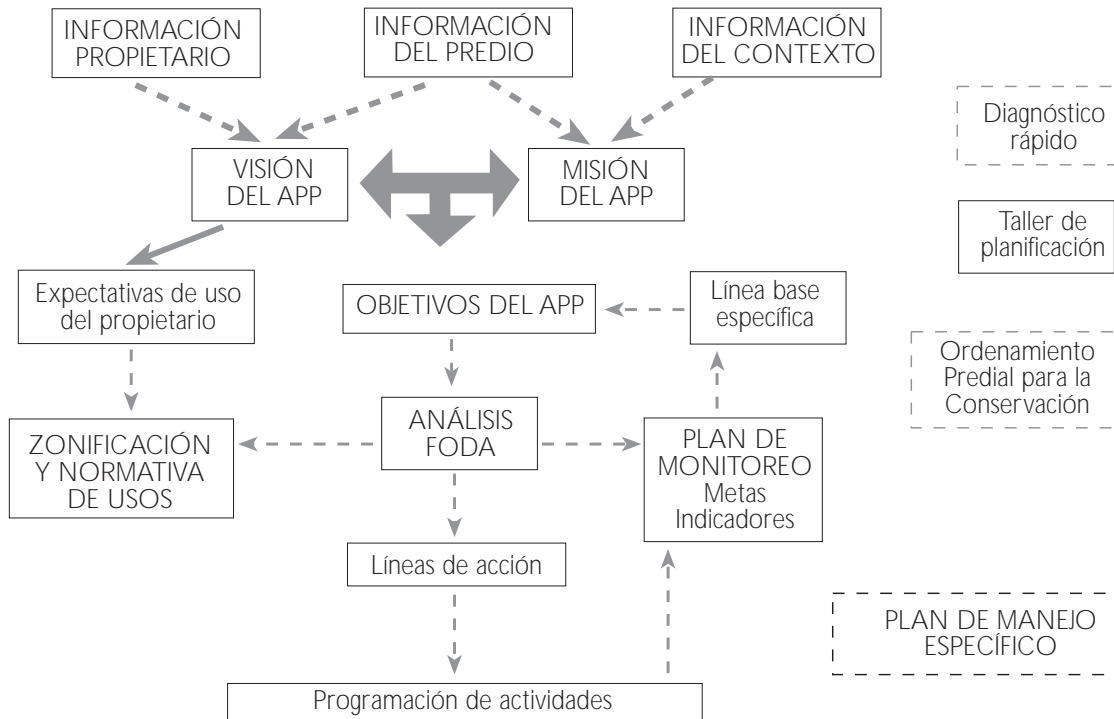 INFORMACIÓN
PROPIETARIO
INFORMACIÓN
DEL PREDIO
INFORMACIÓN
DEL CONTEXTO
Diagnóstico
rápido
VISIÓN
DEL APP
MISIÓN
DEL APP
Taller de
planificación
Expectativas de uso
del propietario
OBJETIVOS DEL APP
Línea base
específica
Ordenamiento
Predial para la
Conservación
ZONIFICACIÓN
Y NORMATIVA
DE USOS
ANÁLISIS
FODA
PLAN DE
MONITOREO
Metas
Indicadores
Líneas de acción
PLAN DE MANEJO
ESPECÍFICO
Programación de actividades